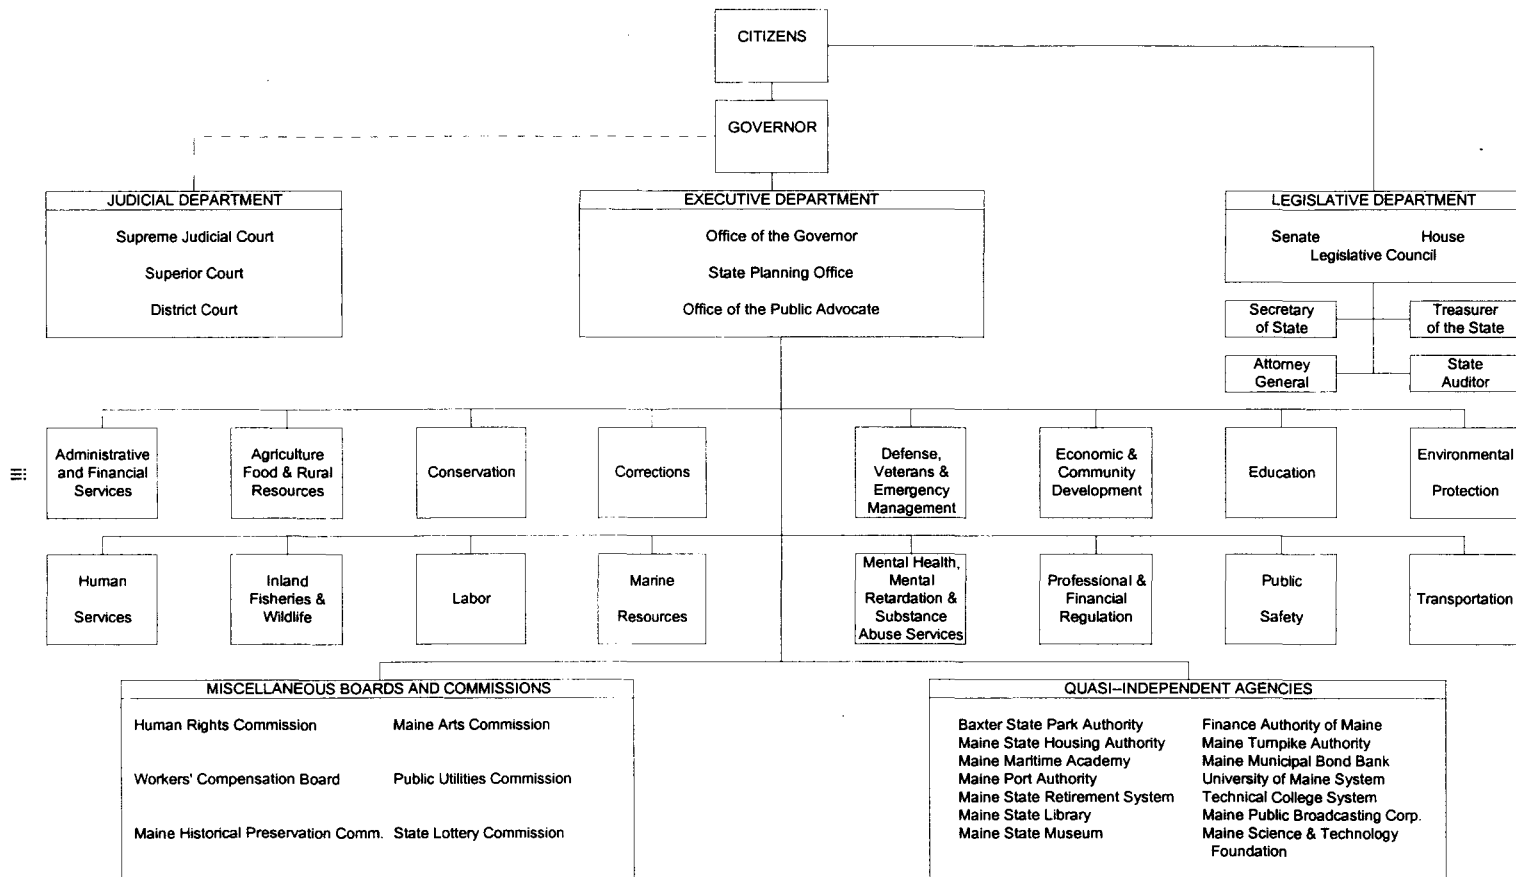 CITIZENS
GOVERNOR
JUDICIAL DEPARTMENT
Supreme Judicial Court
Superior Court
District Court
EXECUTIVE DEPARTMENT
Office of the Governor
State Planning Office
Office of the Public Advocate
LEGISLATIVE DEPARTMENT
Senate House
Legislative Council
Secretary
of State
Treasurer
of the State
Attorney
General
State
Auditor
Administrative
and Financial
Services
Agriculture
Food & Rural
Resources
Conservation
Corrections
Defense,
Veterans &
Emergency
Management
Economic &
Community
Development
Education
Environmental
Protection
Human
Services
Inland
Fisheries &
Wildlife
Labor
Marine
Resources
Mental Health,
Mental
Retardation &
Substance
Abuse Services
Professional &
Financial
Regulation
Public
Safety
Transportation
MISCELLANEOUS BOARDS AND COMMISSIONS
Human Rights Commission Maine Arts Commission
Workers' Compensation Board Public Utilities Commission
Maine Historical Preservation Comm. State Lottery Commission
QUASI--INDEPENDENT AGENCIES
Baxter State Park Authority Finance Authority of Maine
Maine State Housing Authority Maine Turnpike Authority
Maine Maritime Academy Maine Municipal Bond Bank
Maine Port Authority University of Maine System
Maine State Retirement System Technical College System
Maine State Library Maine Public Broadcasting Corp.
Maine State Museum Maine Science & Technology
Foundation